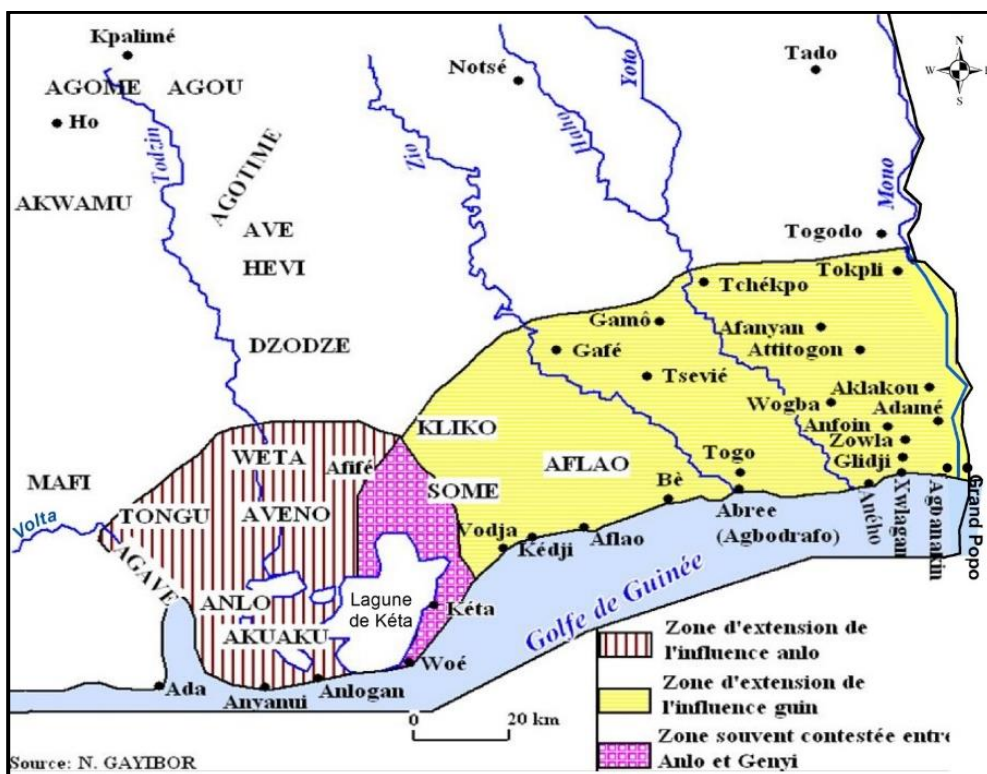 Kpalimé
AGOME AGOU
Ho
Notsé
Tado
N
W
E
S
Todzin
Zio
Haho
Yoto
Mono
AGOTIME
AKWAMU
AVE
HEVI
DZODZE
Togodo
Tokpli
Tchékpo
Gamô
Afanyan
Gafé
Attitogon
Tsevié
Aklakou
Wogba
Adamé
Anfoin
Zowla
Glidji
KLIKO
WETA
Afifé
AFLAO
Togo
MAFI
SOME
Bè
TONGU
AVENO
Volta
Vodja
Kédji
Aflao
Abree
(Agbodrafo)
Aného
Xwlagan
Agbanakin
Grand Popo
AGAVE
ANLO
Lagune
de Kéta
Kéta
AKUAKU
Golfe de Guinée
Woé
Ada
Anyanui
Anlogan
0 20 km
Zone d'extension de
l'influence anlo
Zone d'extension de
l'influence guin
Zone souvent contestée entre
Anlo et Genyi
Source: N. GAYIBOR